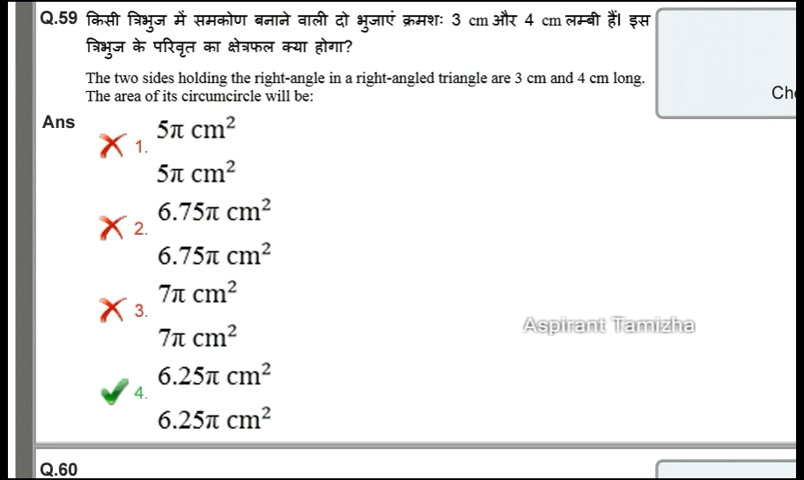 Q.59 किसी त्रिभुज में समकोण बनाने वाली दो भुजाएं क्रमशः 3 cm और 4 cm लम्बी हैं। इस
त्रिभुज के परिवृत का क्षेत्रफल क्या होगा?
The two sides holding the right-angle in a right-angled triangle are 3 cm and 4 cm long.
The area of its circumcircle will be:
Ch
Ans
1. 5π cm²
5π cm²
2. 6.75π cm²
6.75π cm²
3. 7π cm²
7π cm²
Aspirant Tamizha
4. 6.25π cm²
6.25π cm²
Q.60